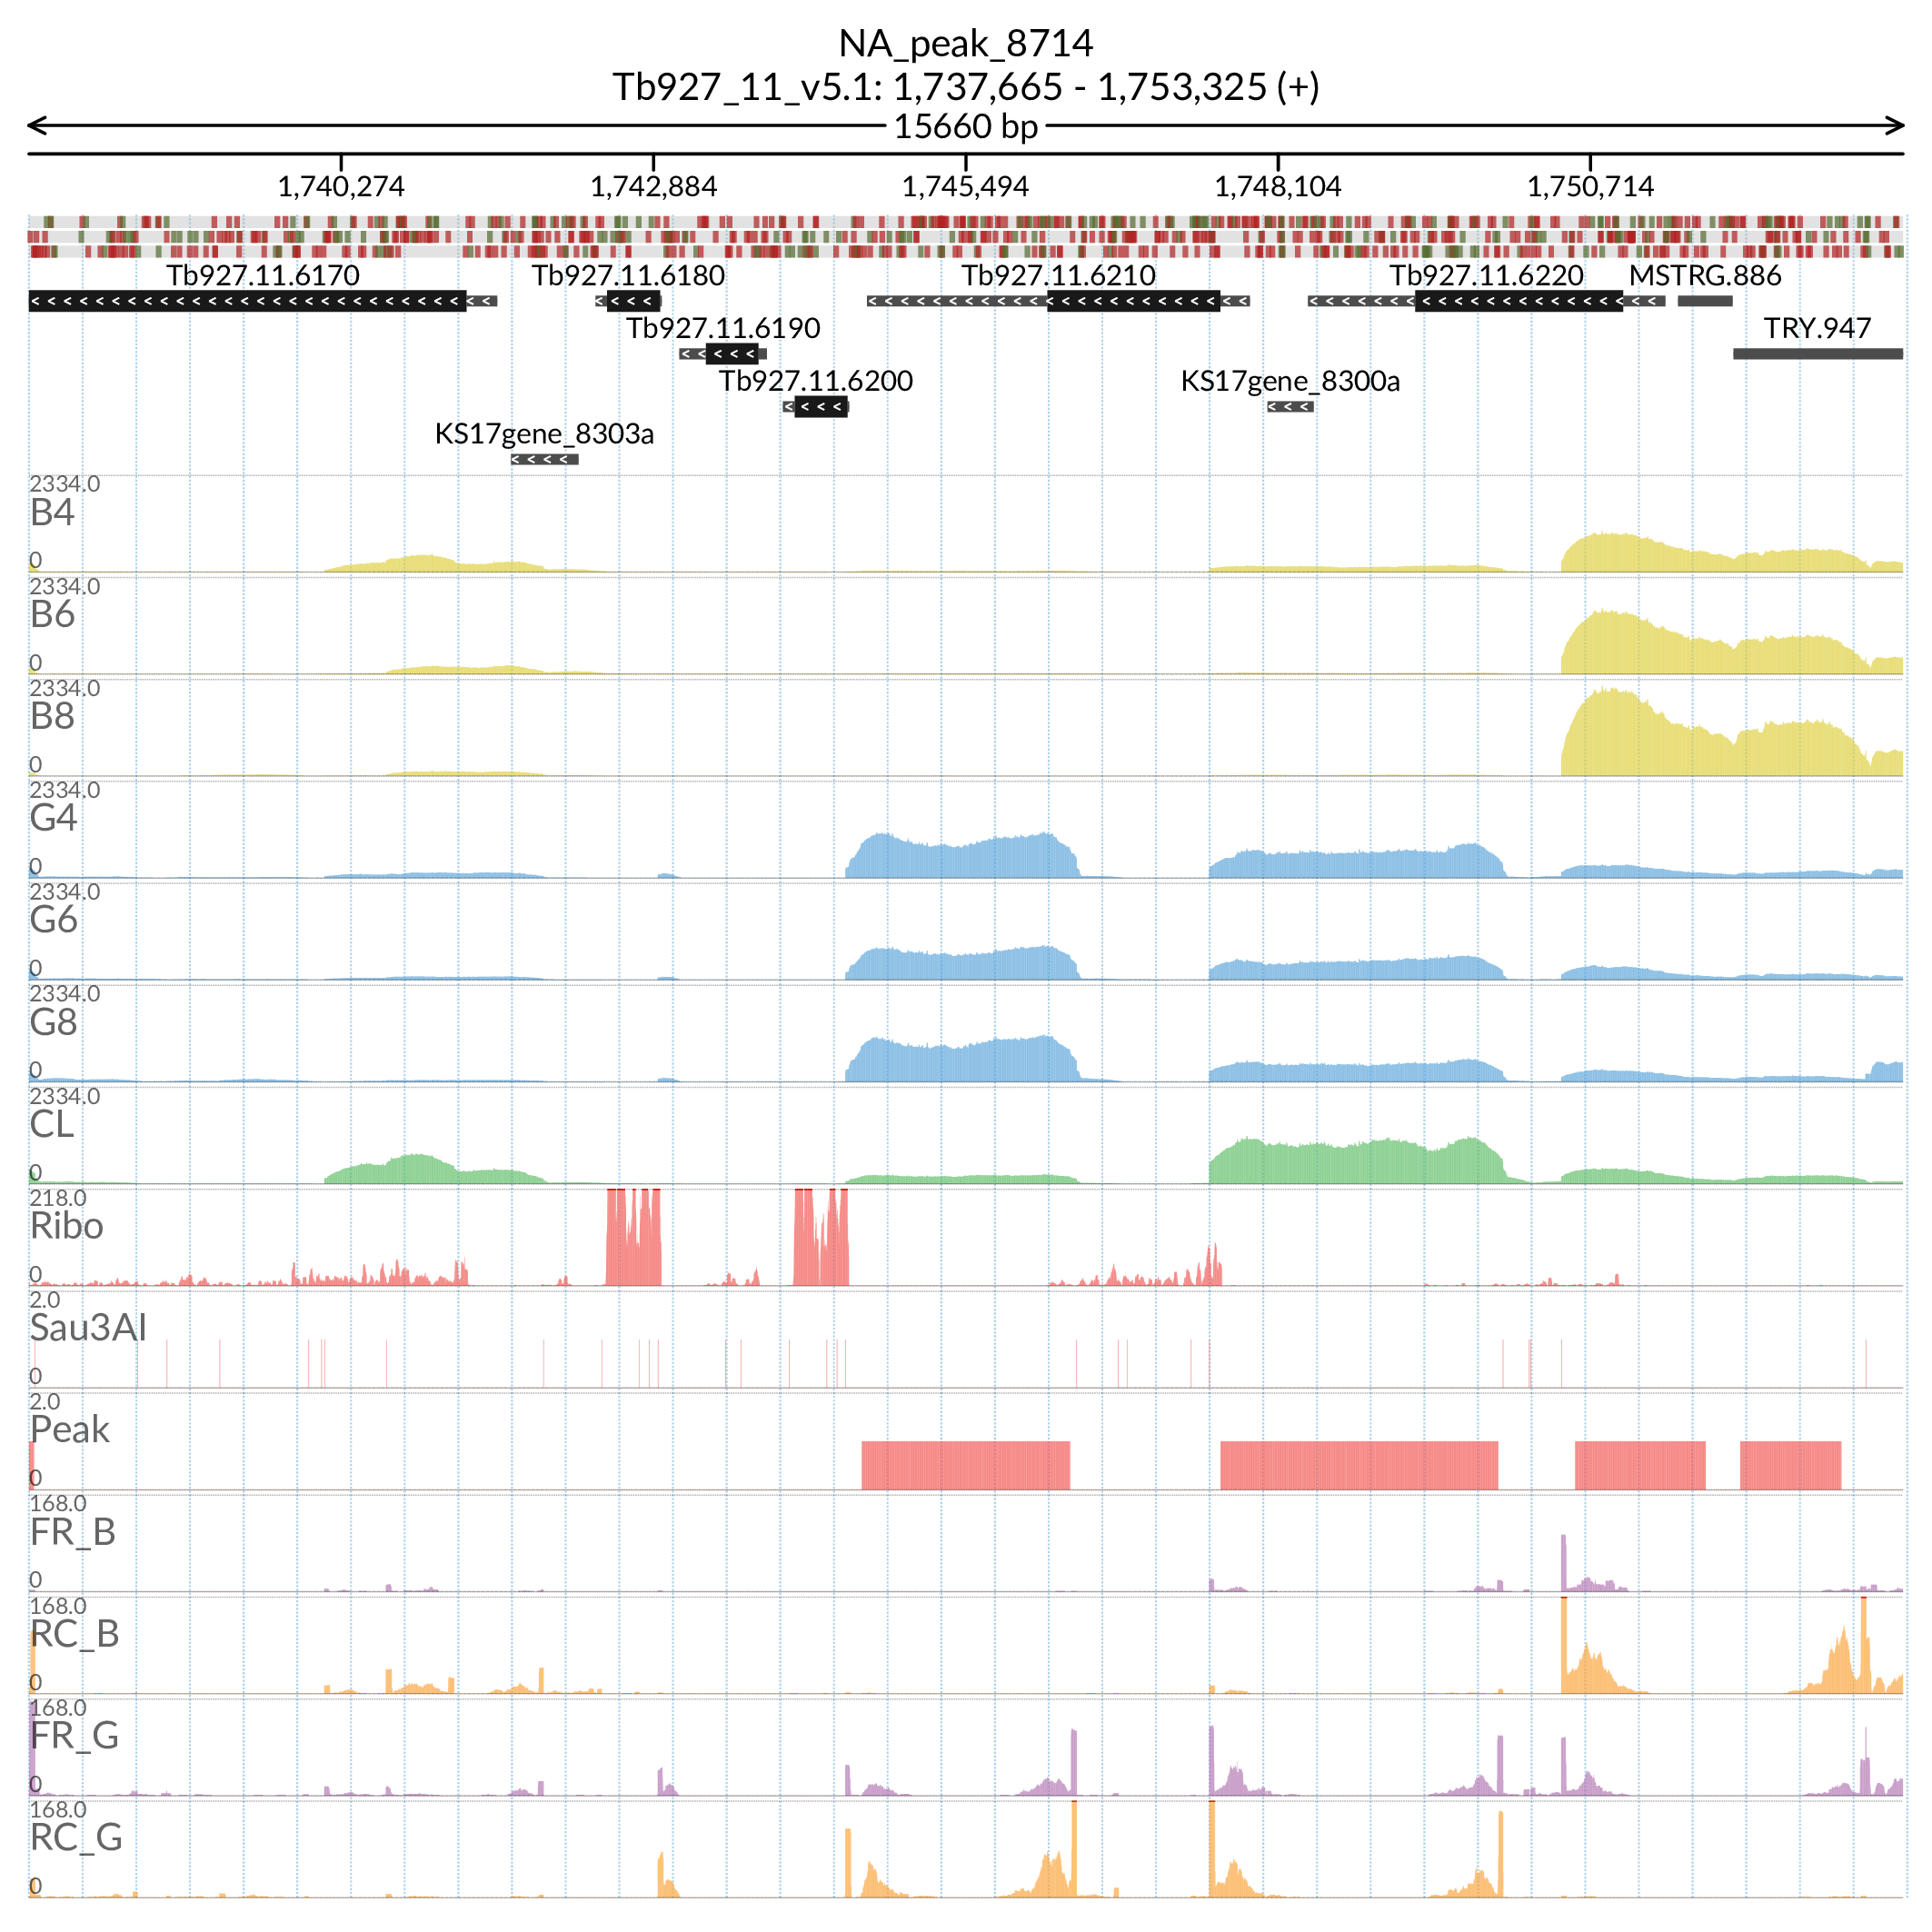 NA_peak_8714
Tb927_11_v5.1: 1,737,665 - 1,753,325 (+)
15660 bp
1,740,274 1,742,884 1,745,494 1,748,104 1,750,714
Tb927.11.6170 Tb927.11.6180 Tb927.11.6210 Tb927.11.6220 MSTRG.886
Tb927.11.6190 TRY.947
Tb927.11.6200 KS17gene_8300a
KS17gene_8303a
2334.0
B4
0
2334.0
B6
0
2334.0
B8
0
2334.0
G4
0
2334.0
G6
0
2334.0
G8
0
2334.0
CL
0
218.0
Ribo
0
2.0
Sau3AI
0
2.0
Peak
0
168.0
FR_B
0
168.0
RC_B
0
168.0
FR_G
0
168.0
RC_G
0